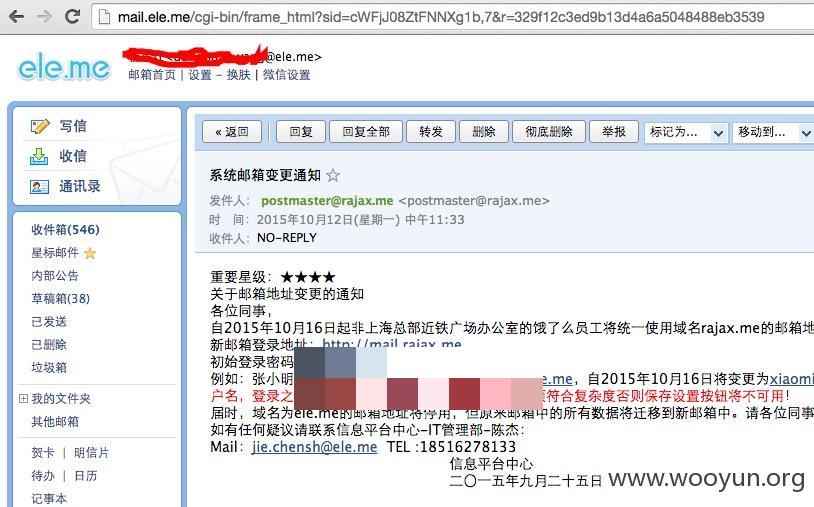 mail.ele.me/cgi-bin/frame_html?sid=cWFjJ08ZtFNNXg1b,7&r=329f12c3ed9b13d4a6a5048488eb3539
ele.me
@ele.me>
邮箱首页 | 设置 - 换肤 | 微信设置
写信
收信
通讯录
收件箱(546)
星标邮件
内部公告
草稿箱(38)
已发送
已删除
垃圾箱
我的文件夹
其他邮箱
贺卡 | 明信片
待办 | 日历
记事本
« 返回 回复 回复全部 转发 删除 彻底删除 举报 标记为... 移动到...
系统邮箱变更通知
发件人: postmaster@rajax.me <postmaster@rajax.me>
时 间: 2015年10月12日(星期一) 中午11:33
收件人: NO-REPLY
重要星级: ★★★★
关于邮箱地址变更的通知
各位同事,
自2015年10月16日起非上海总部近铁广场办公室的饿了么员工将统一使用域名rajax.me的邮箱地
新邮箱登录地址: http://mail.rajax.me
初始登录密码
例如: 张小明 e.me, 自2015年10月16日将变更为xiaomi
户名, 登录之 符合复杂度否则保存设置按钮将不可用!
届时, 域名为ele.me的邮箱地址将停用, 但原来邮箱中的所有数据将迁移到新邮箱中。请各位同事
如有任何疑议请联系信息平台中心-IT管理部-陈杰:
Mail: jie.chensh@ele.me TEL :18516278133
信息平台中心
二〇一五年九月二十五日
www.wooyun.org